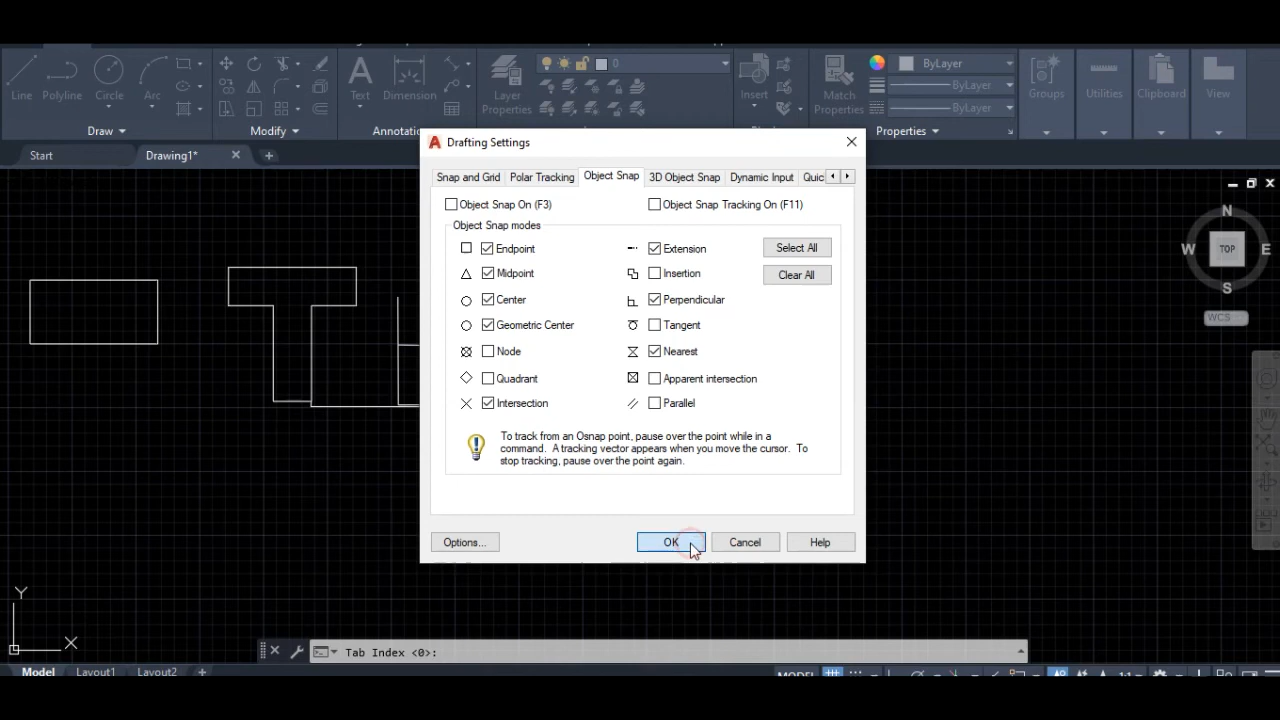 Line Polyline Circle Arc Text Dimension Layer Properties 0 Insert Match Properties ByLayer ByLayer ByLayer Groups Utilities Clipboard View
Draw Modify Properties
Start Drawing1*
Drafting Settings
Snap and Grid Polar Tracking Object Snap 3D Object Snap Dynamic Input
Object Snap On (F3) Object Snap Tracking On (F11)
Object Snap modes
Endpoint Extension Select All
Midpoint Insertion Clear All
Center Perpendicular
Geometric Center Tangent
Node Nearest
Quadrant Apparent intersection
Intersection Parallel
To track from an Osnap point, pause over the point while in a
command. A tracking vector appears when you move the cursor. To
stop tracking, pause over the point again.
Options... OK Cancel Help
N
W TOP E
S
WCS
Y
X
Tab Index <0>:
Model Layout1 Layout2 +
MODEL 1:1